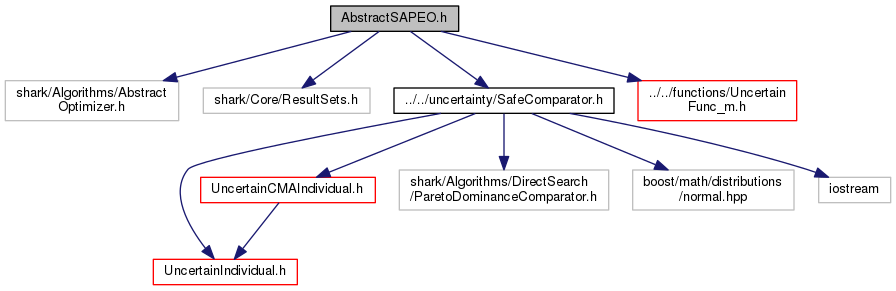 AbstractSAPEO.h
shark/Algorithms/Abstract
Optimizer.h
shark/Core/ResultSets.h
../../uncertainty/SafeComparator.h
../../functions/Uncertain
Func_m.h
UncertainCMAIndividual.h
shark/Algorithms/DirectSearch
/ParetoDominanceComparator.h
boost/math/distributions
/normal.hpp
iostream
UncertainIndividual.h